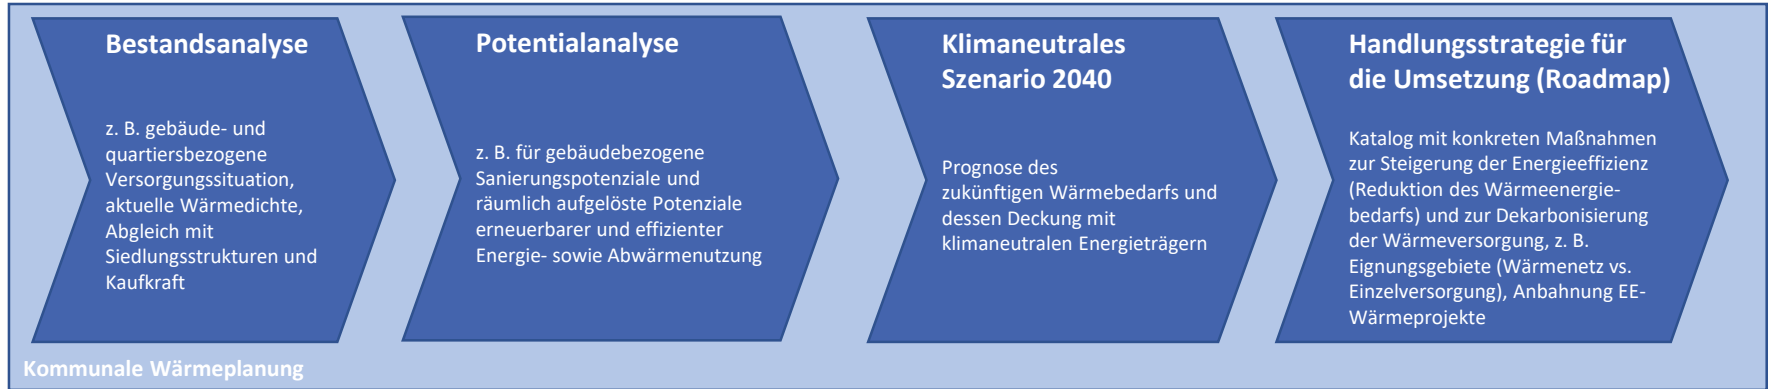 Bestandsanalyse
z. B. gebäude- und
quartiersbezogene
Versorgungssituation,
aktuelle Wärmedichte,
Abgleich mit
Siedlungsstrukturen und
Kaufkraft
Potentialanalyse
z. B. für gebäudebezogene
Sanierungspotenziale und
räumlich aufgelöste Potenziale
erneuerbarer und effizienter
Energie- sowie Abwärmenutzung
Klimaneutrales
Szenario 2040
Prognose des
zukünftigen Wärmebedarfs und
dessen Deckung mit
klimaneutralen Energieträgern
Handlungsstrategie für
die Umsetzung (Roadmap)
Katalog mit konkreten Maßnahmen
zur Steigerung der Energieeffizienz
(Reduktion des Wärmeenergie-
bedarfs) und zur Dekarbonisierung
der Wärmeversorgung, z. B.
Eignungsgebiete (Wärmenetz vs.
Einzelversorgung), Anbahnung EE-
Wärmeprojekte
Kommunale Wärmeplanung